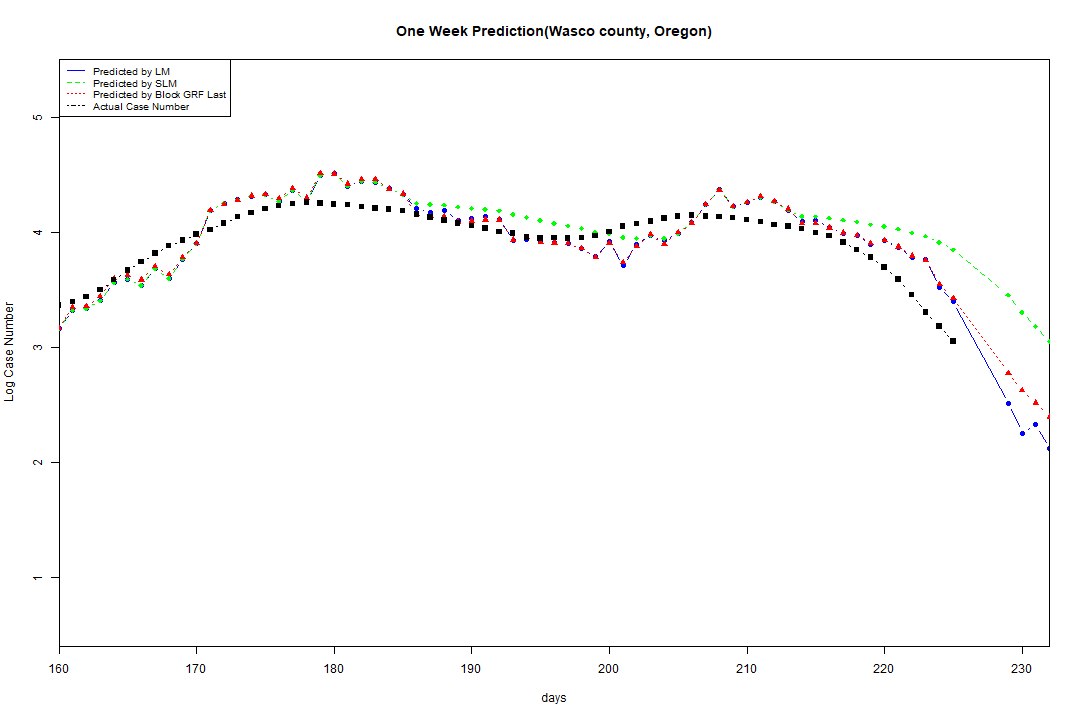 One Week Prediction(Wasco county, Oregon)
Predicted by LM
Predicted by SLM
Predicted by Block GRF Last
Actual Case Number
5
4
3
2
1
Log Case Number
160 170 180 190 200 210 220 230
days